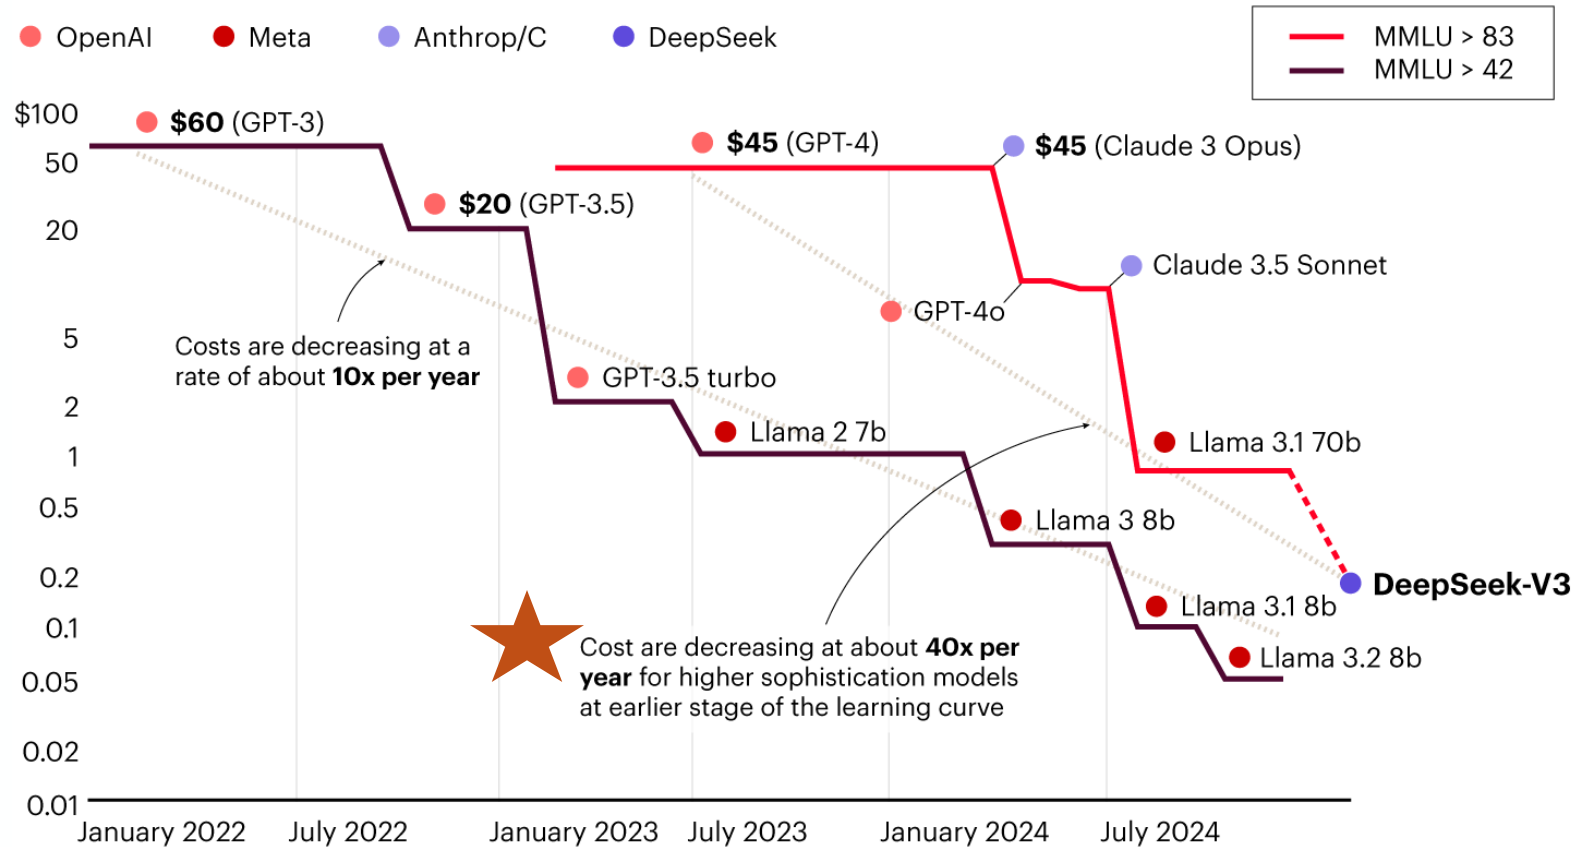 OpenAI
Meta
Anthrop/C
DeepSeek
MMLU > 83
MMLU > 42
$100
50
20
5
2
1
0.5
0.2
0.1
0.05
0.02
0.01
$60 (GPT-3)
$20 (GPT-3.5)
$45 (GPT-4)
$45 (Claude 3 Opus)
Claude 3.5 Sonnet
GPT-4o
Costs are decreasing at a
rate of about 10x per year
GPT-3.5 turbo
Llama 2 7b
Llama 3.1 70b
Llama 3 8b
DeepSeek-V3
Llama 3.1 8b
Llama 3.2 8b
Cost are decreasing at about 40x per
year for higher sophistication models
at earlier stage of the learning curve
January 2022
July 2022
January 2023
July 2023
January 2024
July 2024